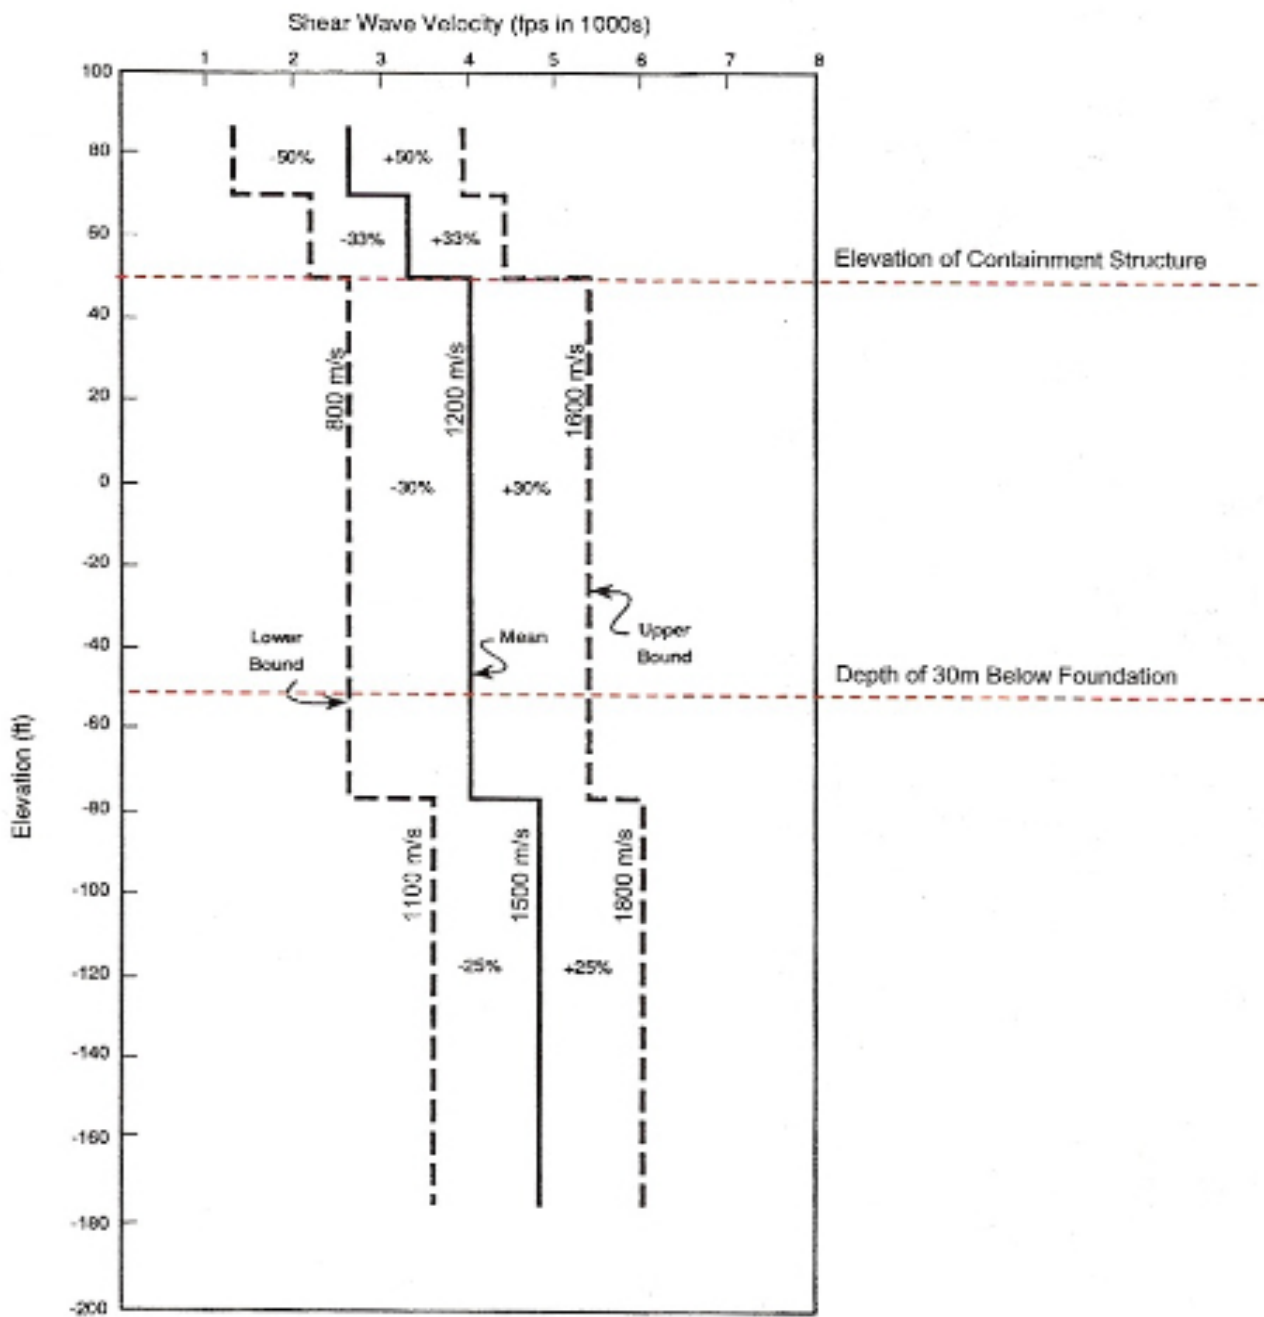 Shear Wave Velocity (fps in 1000s)
1 2 3 4 5 6 7 8
100
-50% +50%
80
-33% +33%
60
Elevation of Containment Structure
40
800 m/s
1200 m/s
1600 m/s
20
0
-30% +30%
-20
-40
Lower
Bound
Mean
Upper
Bound
Depth of 30m Below Foundation
-60
Elevation (ft)
-80
1100 m/s
1500 m/s
1800 m/s
-100
-25% +25%
-120
-140
-160
-180
-200